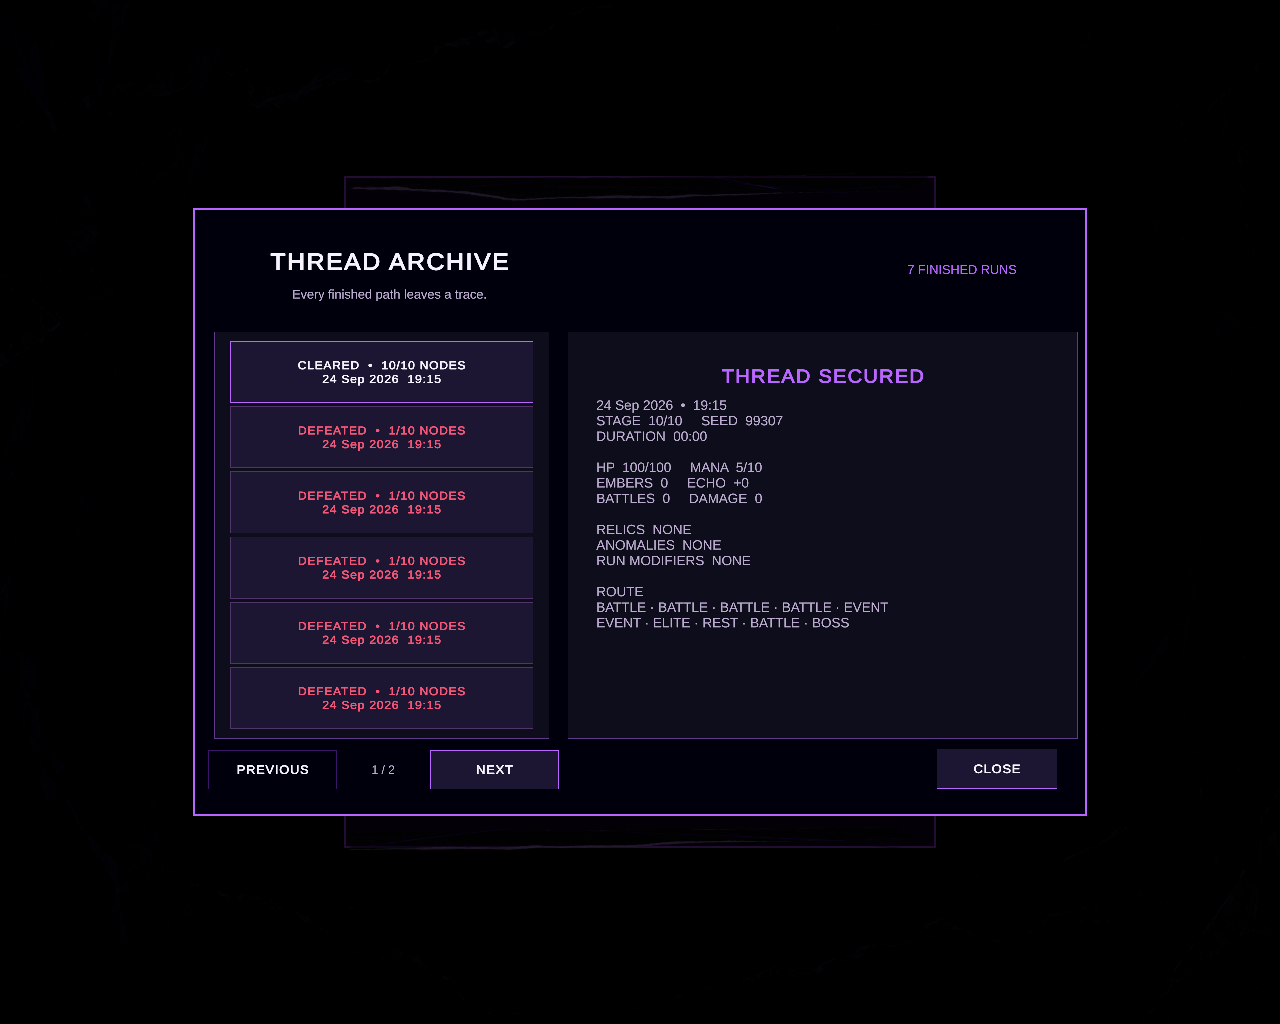 THREAD ARCHIVE
Every finished path leaves a trace.
7 FINISHED RUNS
CLEARED • 10/10 NODES
24 Sep 2026 19:15
DEFEATED • 1/10 NODES
24 Sep 2026 19:15
DEFEATED • 1/10 NODES
24 Sep 2026 19:15
DEFEATED • 1/10 NODES
24 Sep 2026 19:15
DEFEATED • 1/10 NODES
24 Sep 2026 19:15
DEFEATED • 1/10 NODES
24 Sep 2026 19:15
THREAD SECURED
24 Sep 2026 • 19:15
STAGE 10/10 SEED 99307
DURATION 00:00
HP 100/100 MANA 5/10
EMBERS 0 ECHO +0
BATTLES 0 DAMAGE 0
RELICS NONE
ANOMALIES NONE
RUN MODIFIERS NONE
ROUTE
BATTLE · BATTLE · BATTLE · BATTLE · EVENT
EVENT · ELITE · REST · BATTLE · BOSS
PREVIOUS
1 / 2
NEXT
CLOSE